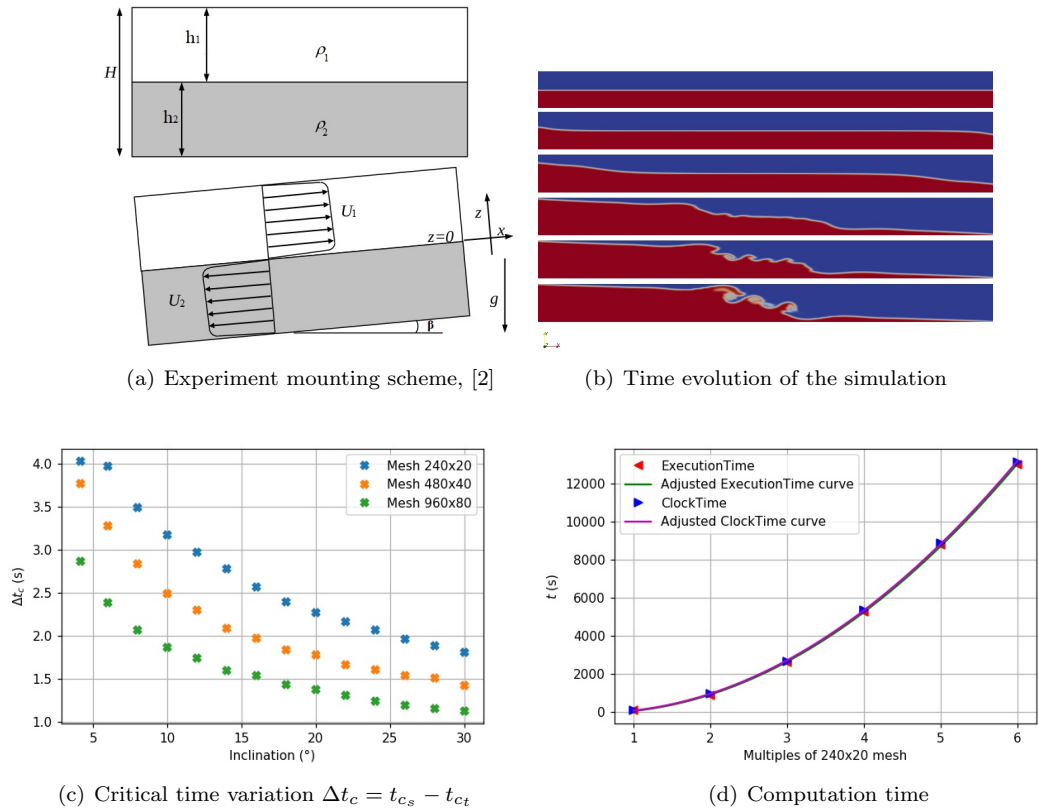 h1
H
ρ1
h2
ρ2
U1
z
z=0
x
U2
g
β
(a) Experiment mounting scheme, [2]
(b) Time evolution of the simulation
4.0
3.5
3.0
2.5
2.0
1.5
1.0
Δtc (s)
Mesh 240x20
Mesh 480x40
Mesh 960x80
5 10 15 20 25 30
Inclination (°)
(c) Critical time variation Δtc = tcs − tct
12000
10000
8000
6000
4000
2000
0
t (s)
ExecutionTime
Adjusted ExecutionTime curve
ClockTime
Adjusted ClockTime curve
1 2 3 4 5 6
Multiples of 240x20 mesh
(d) Computation time